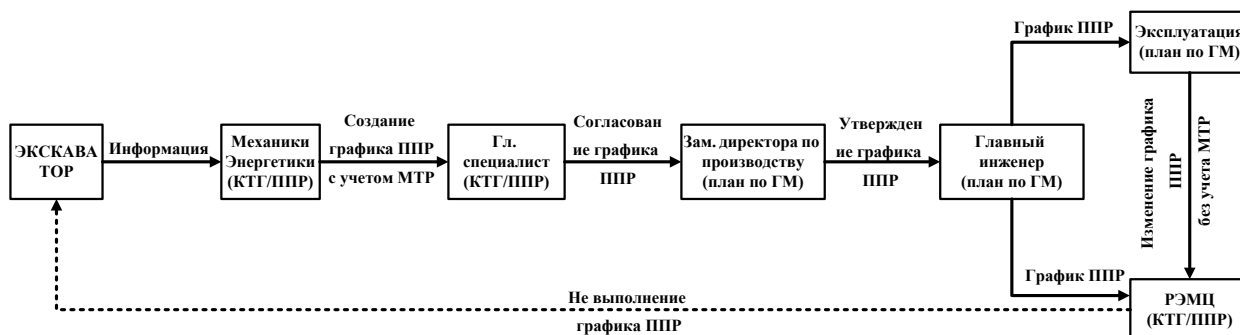 ЭКСКАВА
ТОР
Информация
Механики
Энергетики
(КТГ/ППР)
Создание
графика ППР
с учетом МТР
Гл.
специалист
(КТГ/ППР)
Согласован
ие графика
ППР
Зам. директора по
производству
(план по ГМ)
Утвержден
ие графика
ППР
Главный
инженер
(план по ГМ)
График ППР
Эксплуатация
(план по ГМ)
Изменение графика
ППР
без учета МТР
График ППР
РЭМЦ
(КТГ/ППР)
Не выполнение
графика ППР